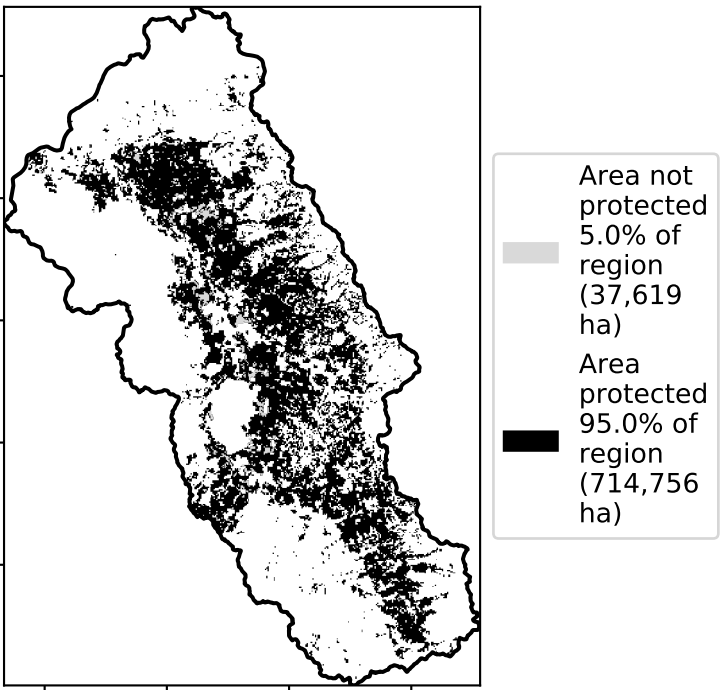 Area not
protected
5.0% of
region
(37,619
ha)
Area
protected
95.0% of
region
(714,756
ha)